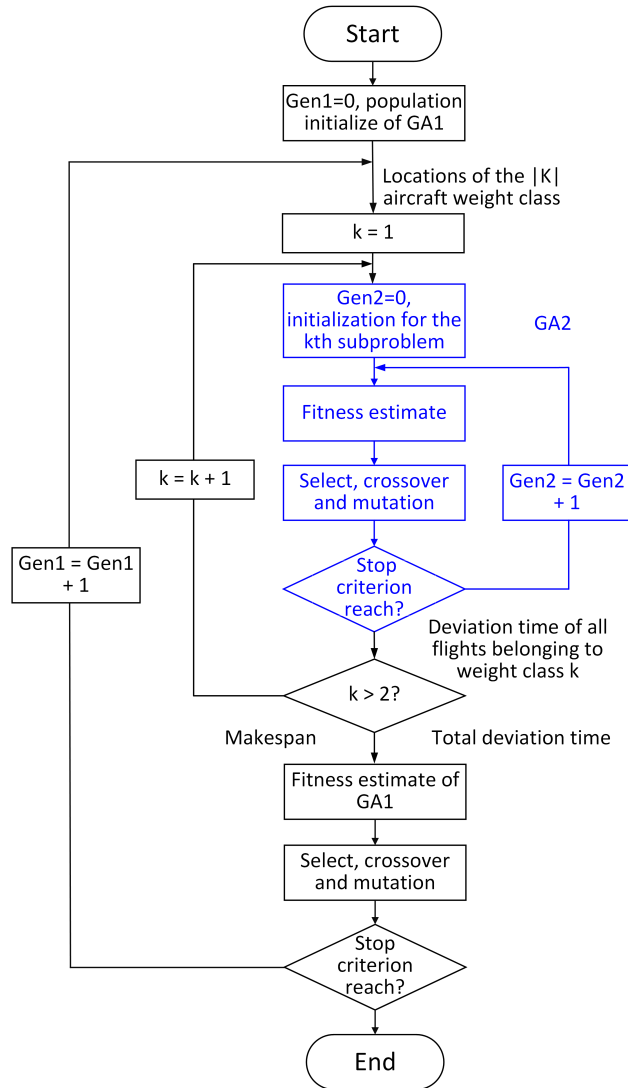 Start
Gen1=0, population
initialize of GA1
Locations of the |K|
aircraft weight class
k = 1
Gen2=0,
initialization for the
kth subproblem
GA2
Fitness estimate
k = k + 1
Select, crossover
and mutation
Gen2 = Gen2
+ 1
Gen1 = Gen1
+ 1
Stop
criterion
reach?
Deviation time of all
flights belonging to
weight class k
k > 2?
Makespan
Total deviation time
Fitness estimate of
GA1
Select, crossover
and mutation
Stop
criterion
reach?
End